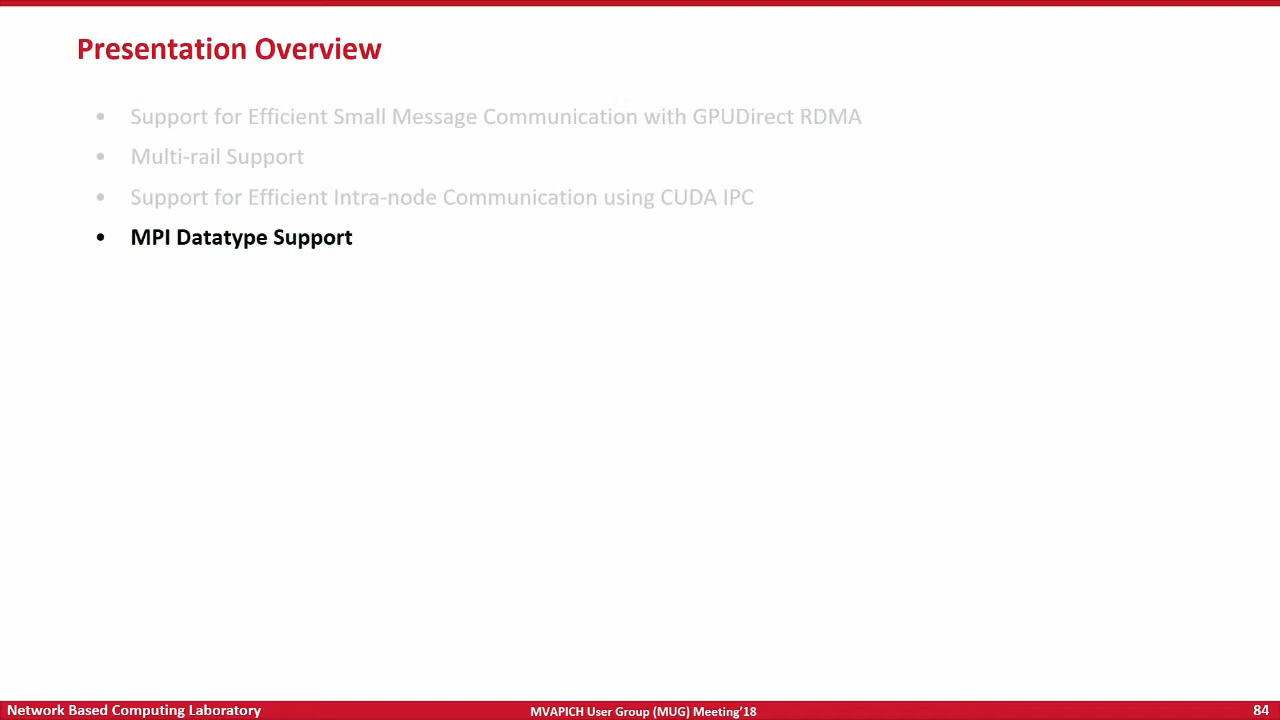 Presentation Overview
• Support for Efficient Small Message Communication with GPUDirect RDMA
• Multi-rail Support
• Support for Efficient Intra-node Communication using CUDA IPC
• MPI Datatype Support
Network Based Computing Laboratory
MVAPICH User Group (MUG) Meeting'18
84